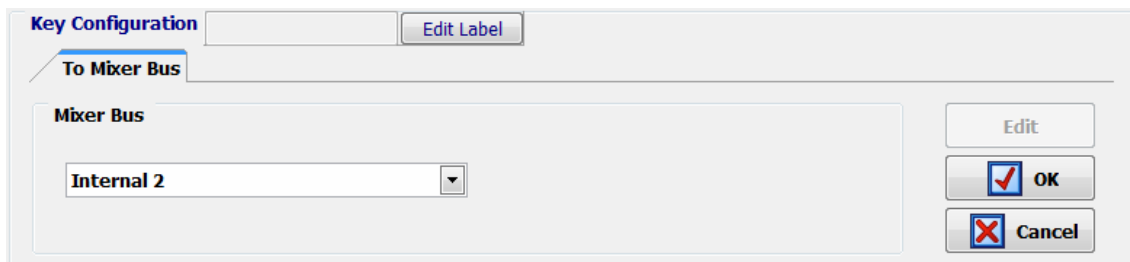 Key Configuration Edit Label
To Mixer Bus
Mixer Bus
Edit
Internal 2
OK
Cancel